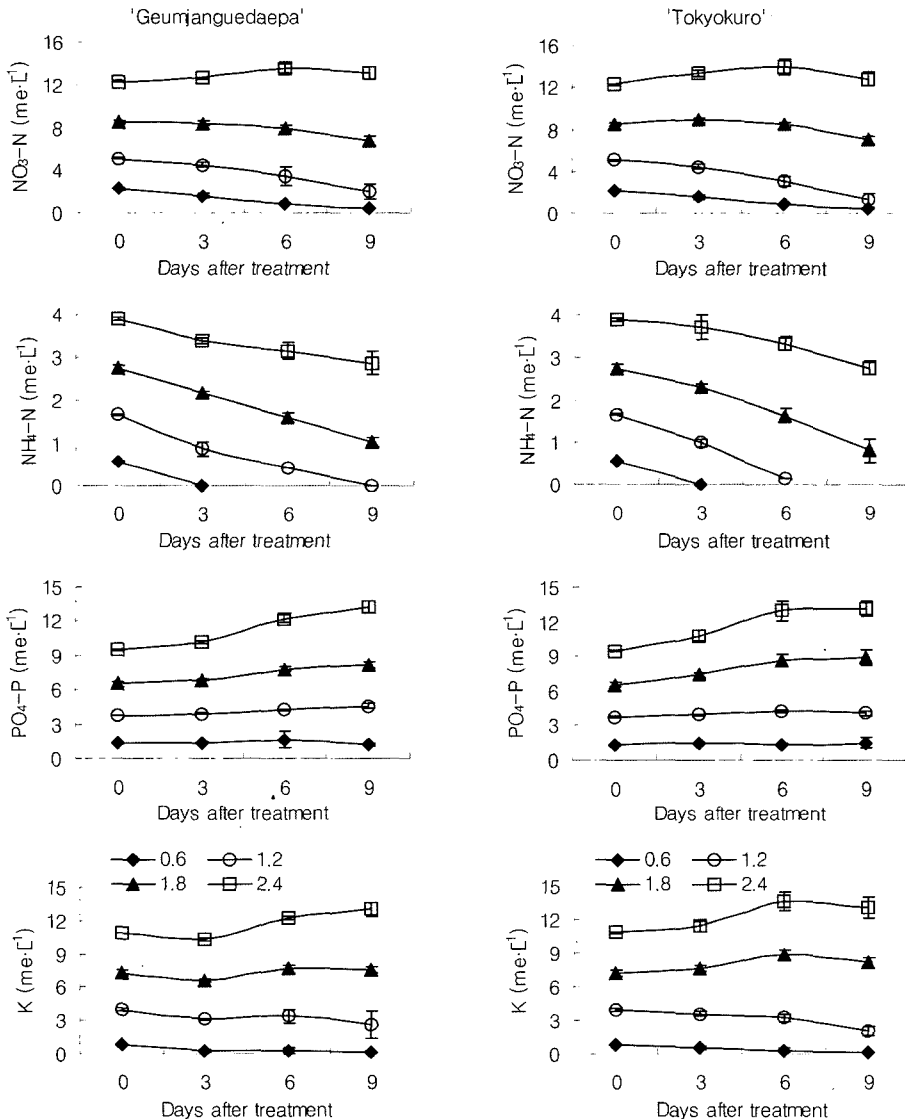 'Geumjanguedaepa'
'Tokyokuro'
16
12
8
4
0
NO₃-N (me·L⁻¹)
0 3 6 9
Days after treatment
16
12
8
4
0
NO₃-N (me·L⁻¹)
0 3 6 9
Days after treatment
4
3
2
1
0
NH₄-N (me·L⁻¹)
0 3 6 9
Days after treatment
4
3
2
1
0
NH₄-N (me·L⁻¹)
0 3 6 9
Days after treatment
15
12
9
6
3
0
PO₄-P (me·L⁻¹)
0 3 6 9
Days after treatment
15
12
9
6
3
0
PO₄-P (me·L⁻¹)
0 3 6 9
Days after treatment
0.6 1.2
1.8 2.4
15
12
9
6
3
0
K (me·L⁻¹)
0 3 6 9
Days after treatment
0.6 1.2
1.8 2.4
15
12
9
6
3
0
K (me·L⁻¹)
0 3 6 9
Days after treatment